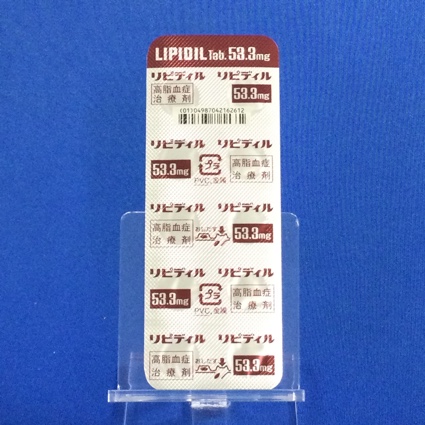 LIPIDIL Tab. 53.3mg
リピディル リピディル
高脂血症
治療剤
53.3mg
(01)04987042162612
リピディル リピディル
53.3mg
プラ
PVC, 金属
高脂血症
治療剤
リピディル リピディル
高脂血症
治療剤
おしだす
53.3mg
リピディル リピディル
53.3mg
プラ
PVC, 金属
高脂血症
治療剤
リピディル リピディル
高脂血症
治療剤
おしだす
53.3mg